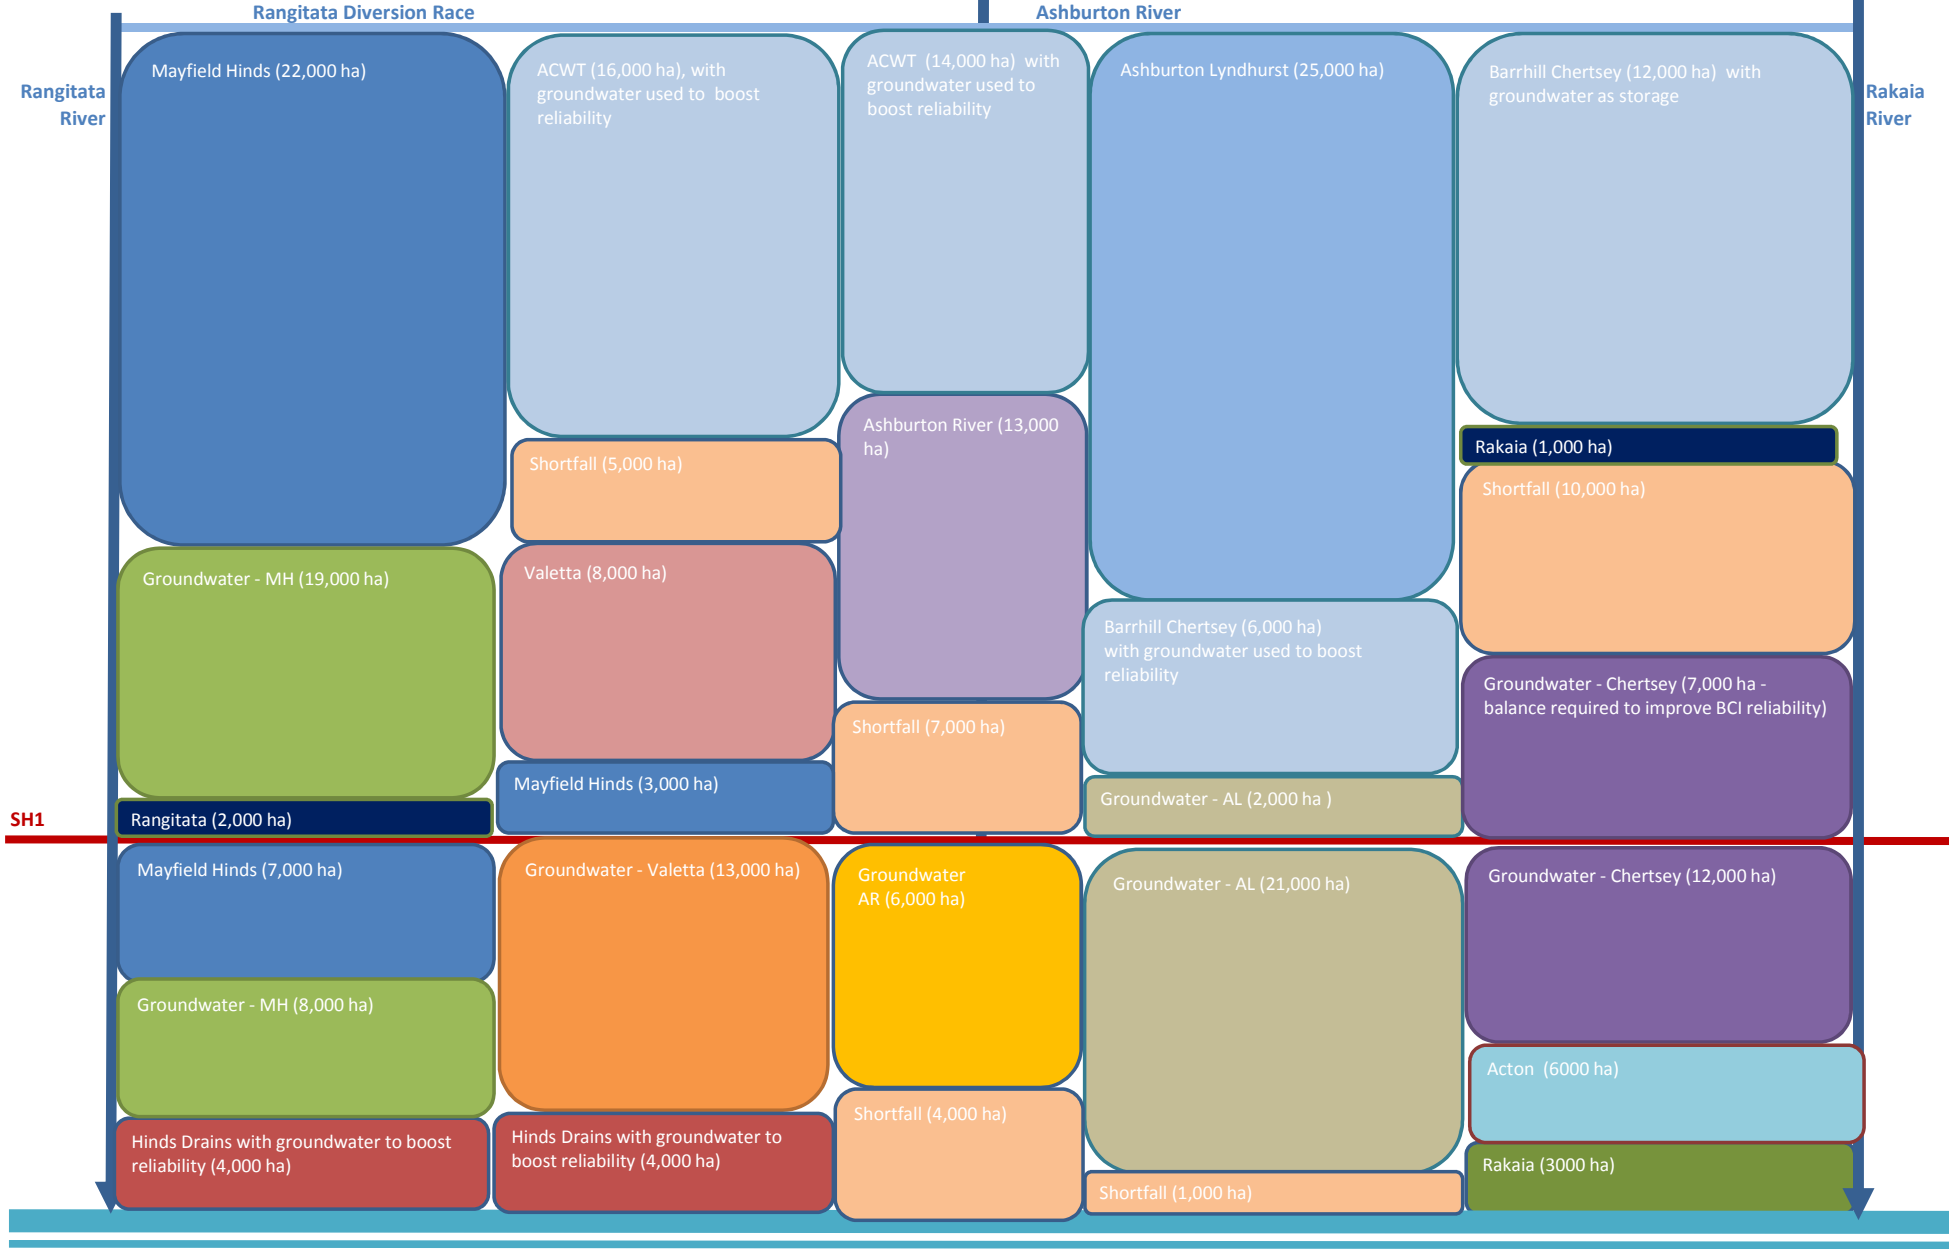 Rangitata Diversion Race
Ashburton River
Rangitata
River
Rakaia
River
Mayfield Hinds (22,000 ha)
ACWT (16,000 ha), with
groundwater used to  boost
reliability
ACWT  (14,000 ha)  with
groundwater used to
boost reliability
Ashburton Lyndhurst (25,000 ha)
Barrhill Chertsey (12,000 ha)  with
groundwater as storage
Shortfall (5,000 ha)
Ashburton River (13,000
ha)
Rakaia (1,000 ha)
Shortfall (10,000 ha)
Groundwater - MH (19,000 ha)
Valetta (8,000 ha)
Barrhill Chertsey (6,000 ha)
with groundwater used to boost
reliability
Groundwater - Chertsey (7,000 ha -
balance required to improve BCI reliability)
Shortfall (7,000 ha)
Mayfield Hinds (3,000 ha)
Groundwater - AL (2,000 ha )
SH1
Rangitata (2,000 ha)
Mayfield Hinds (7,000 ha)
Groundwater - Valetta (13,000 ha)
Groundwater
AR (6,000 ha)
Groundwater - AL (21,000 ha)
Groundwater - Chertsey (12,000 ha)
Groundwater - MH (8,000 ha)
Acton  (6000 ha)
Hinds Drains with groundwater to boost
reliability (4,000 ha)
Hinds Drains with groundwater to
boost reliability (4,000 ha)
Shortfall (4,000 ha)
Shortfall (1,000 ha)
Rakaia (3000 ha)